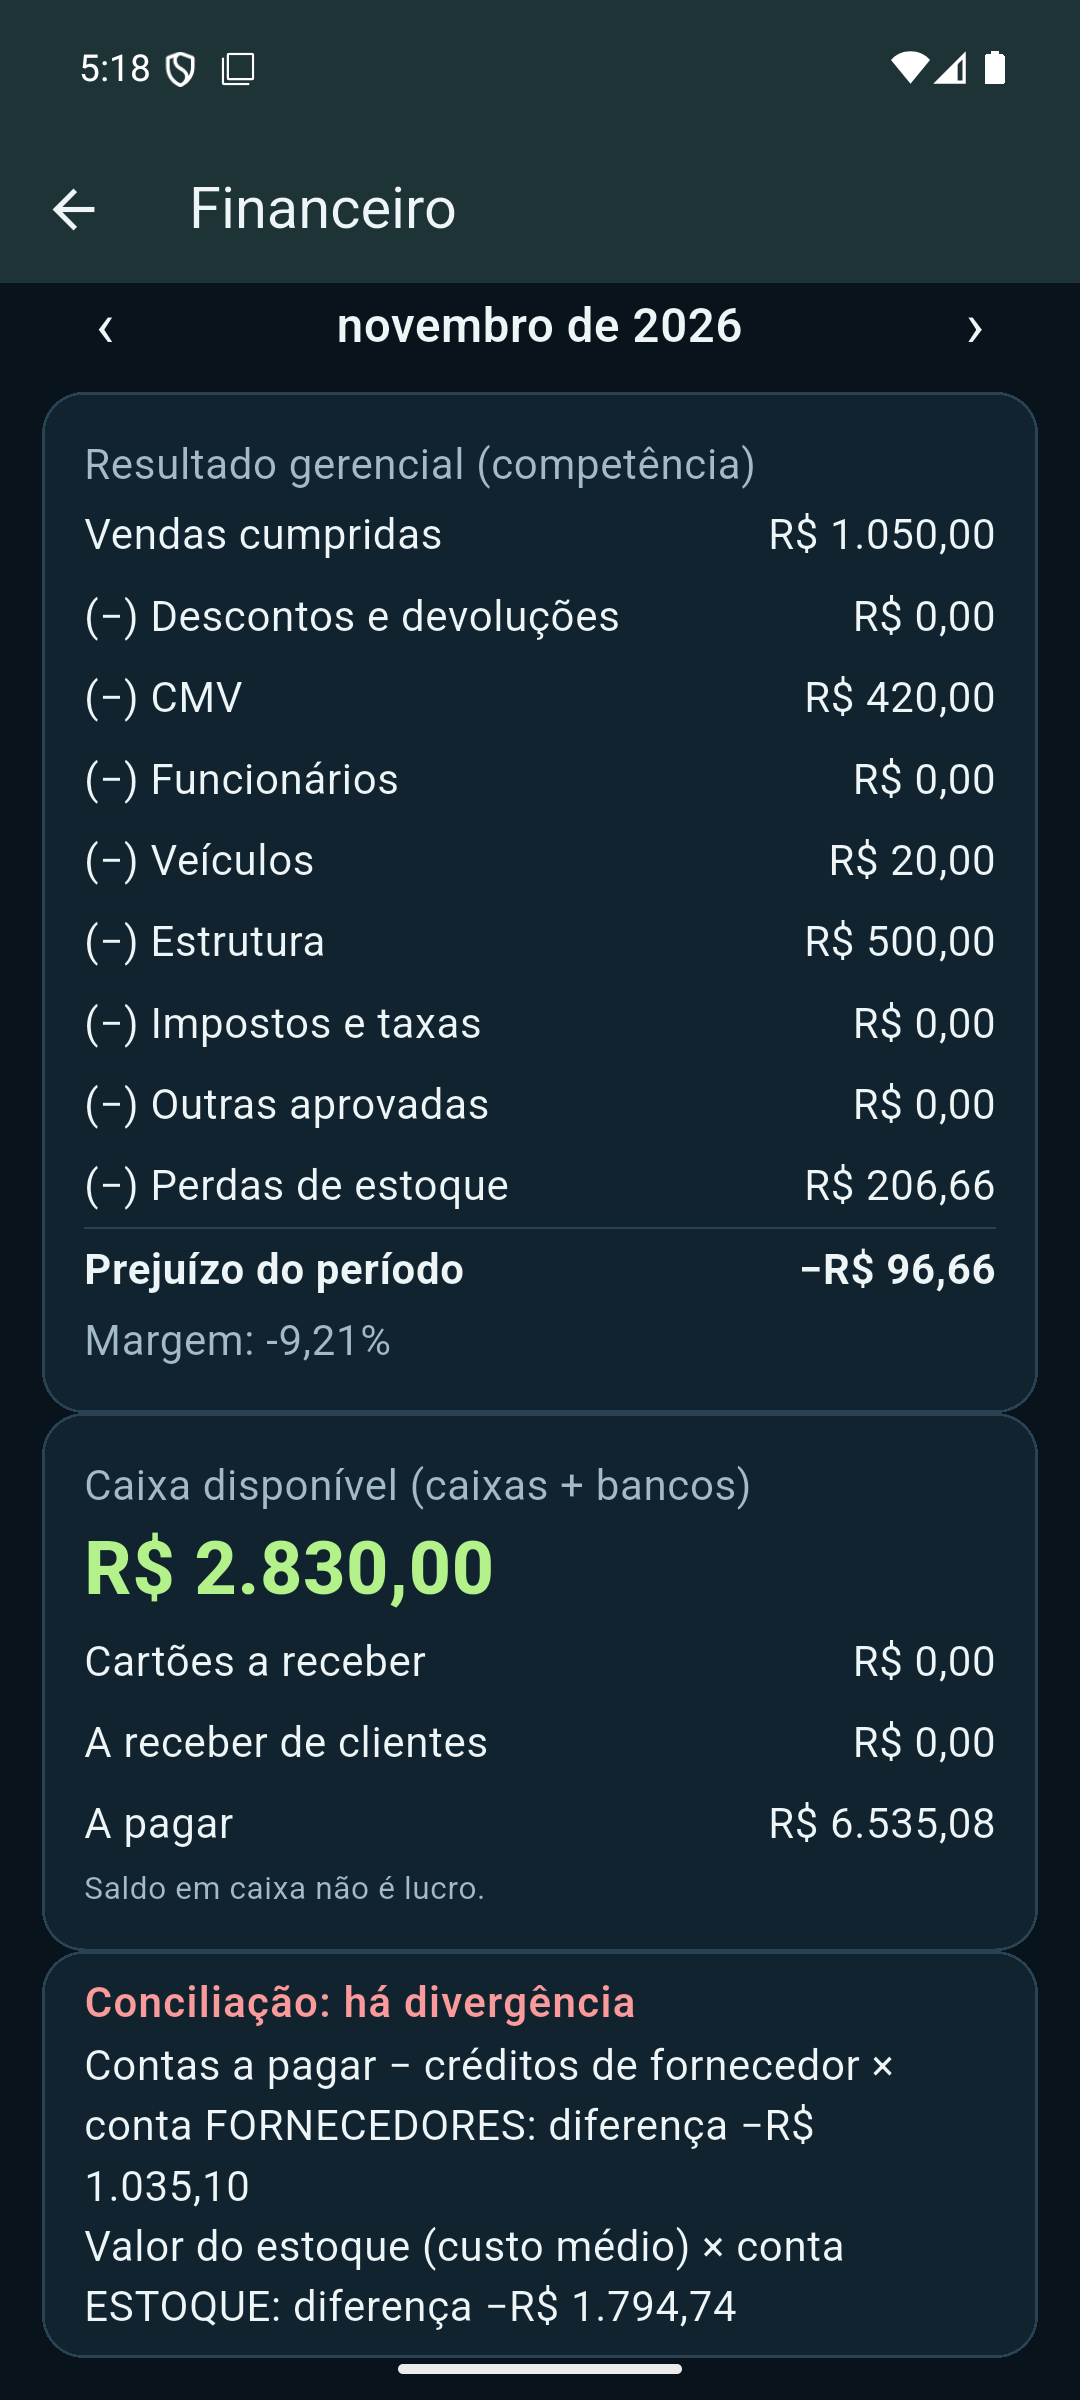 5:18
Financeiro
‹ novembro de 2026 ›
Resultado gerencial (competência)
Vendas cumpridas R$ 1.050,00
(−) Descontos e devoluções R$ 0,00
(−) CMV R$ 420,00
(−) Funcionários R$ 0,00
(−) Veículos R$ 20,00
(−) Estrutura R$ 500,00
(−) Impostos e taxas R$ 0,00
(−) Outras aprovadas R$ 0,00
(−) Perdas de estoque R$ 206,66
Prejuízo do período −R$ 96,66
Margem: -9,21%
Caixa disponível (caixas + bancos)
R$ 2.830,00
Cartões a receber R$ 0,00
A receber de clientes R$ 0,00
A pagar R$ 6.535,08
Saldo em caixa não é lucro.
Conciliação: há divergência
Contas a pagar − créditos de fornecedor ×
conta FORNECEDORES: diferença −R$
1.035,10
Valor do estoque (custo médio) × conta
ESTOQUE: diferença −R$ 1.794,74